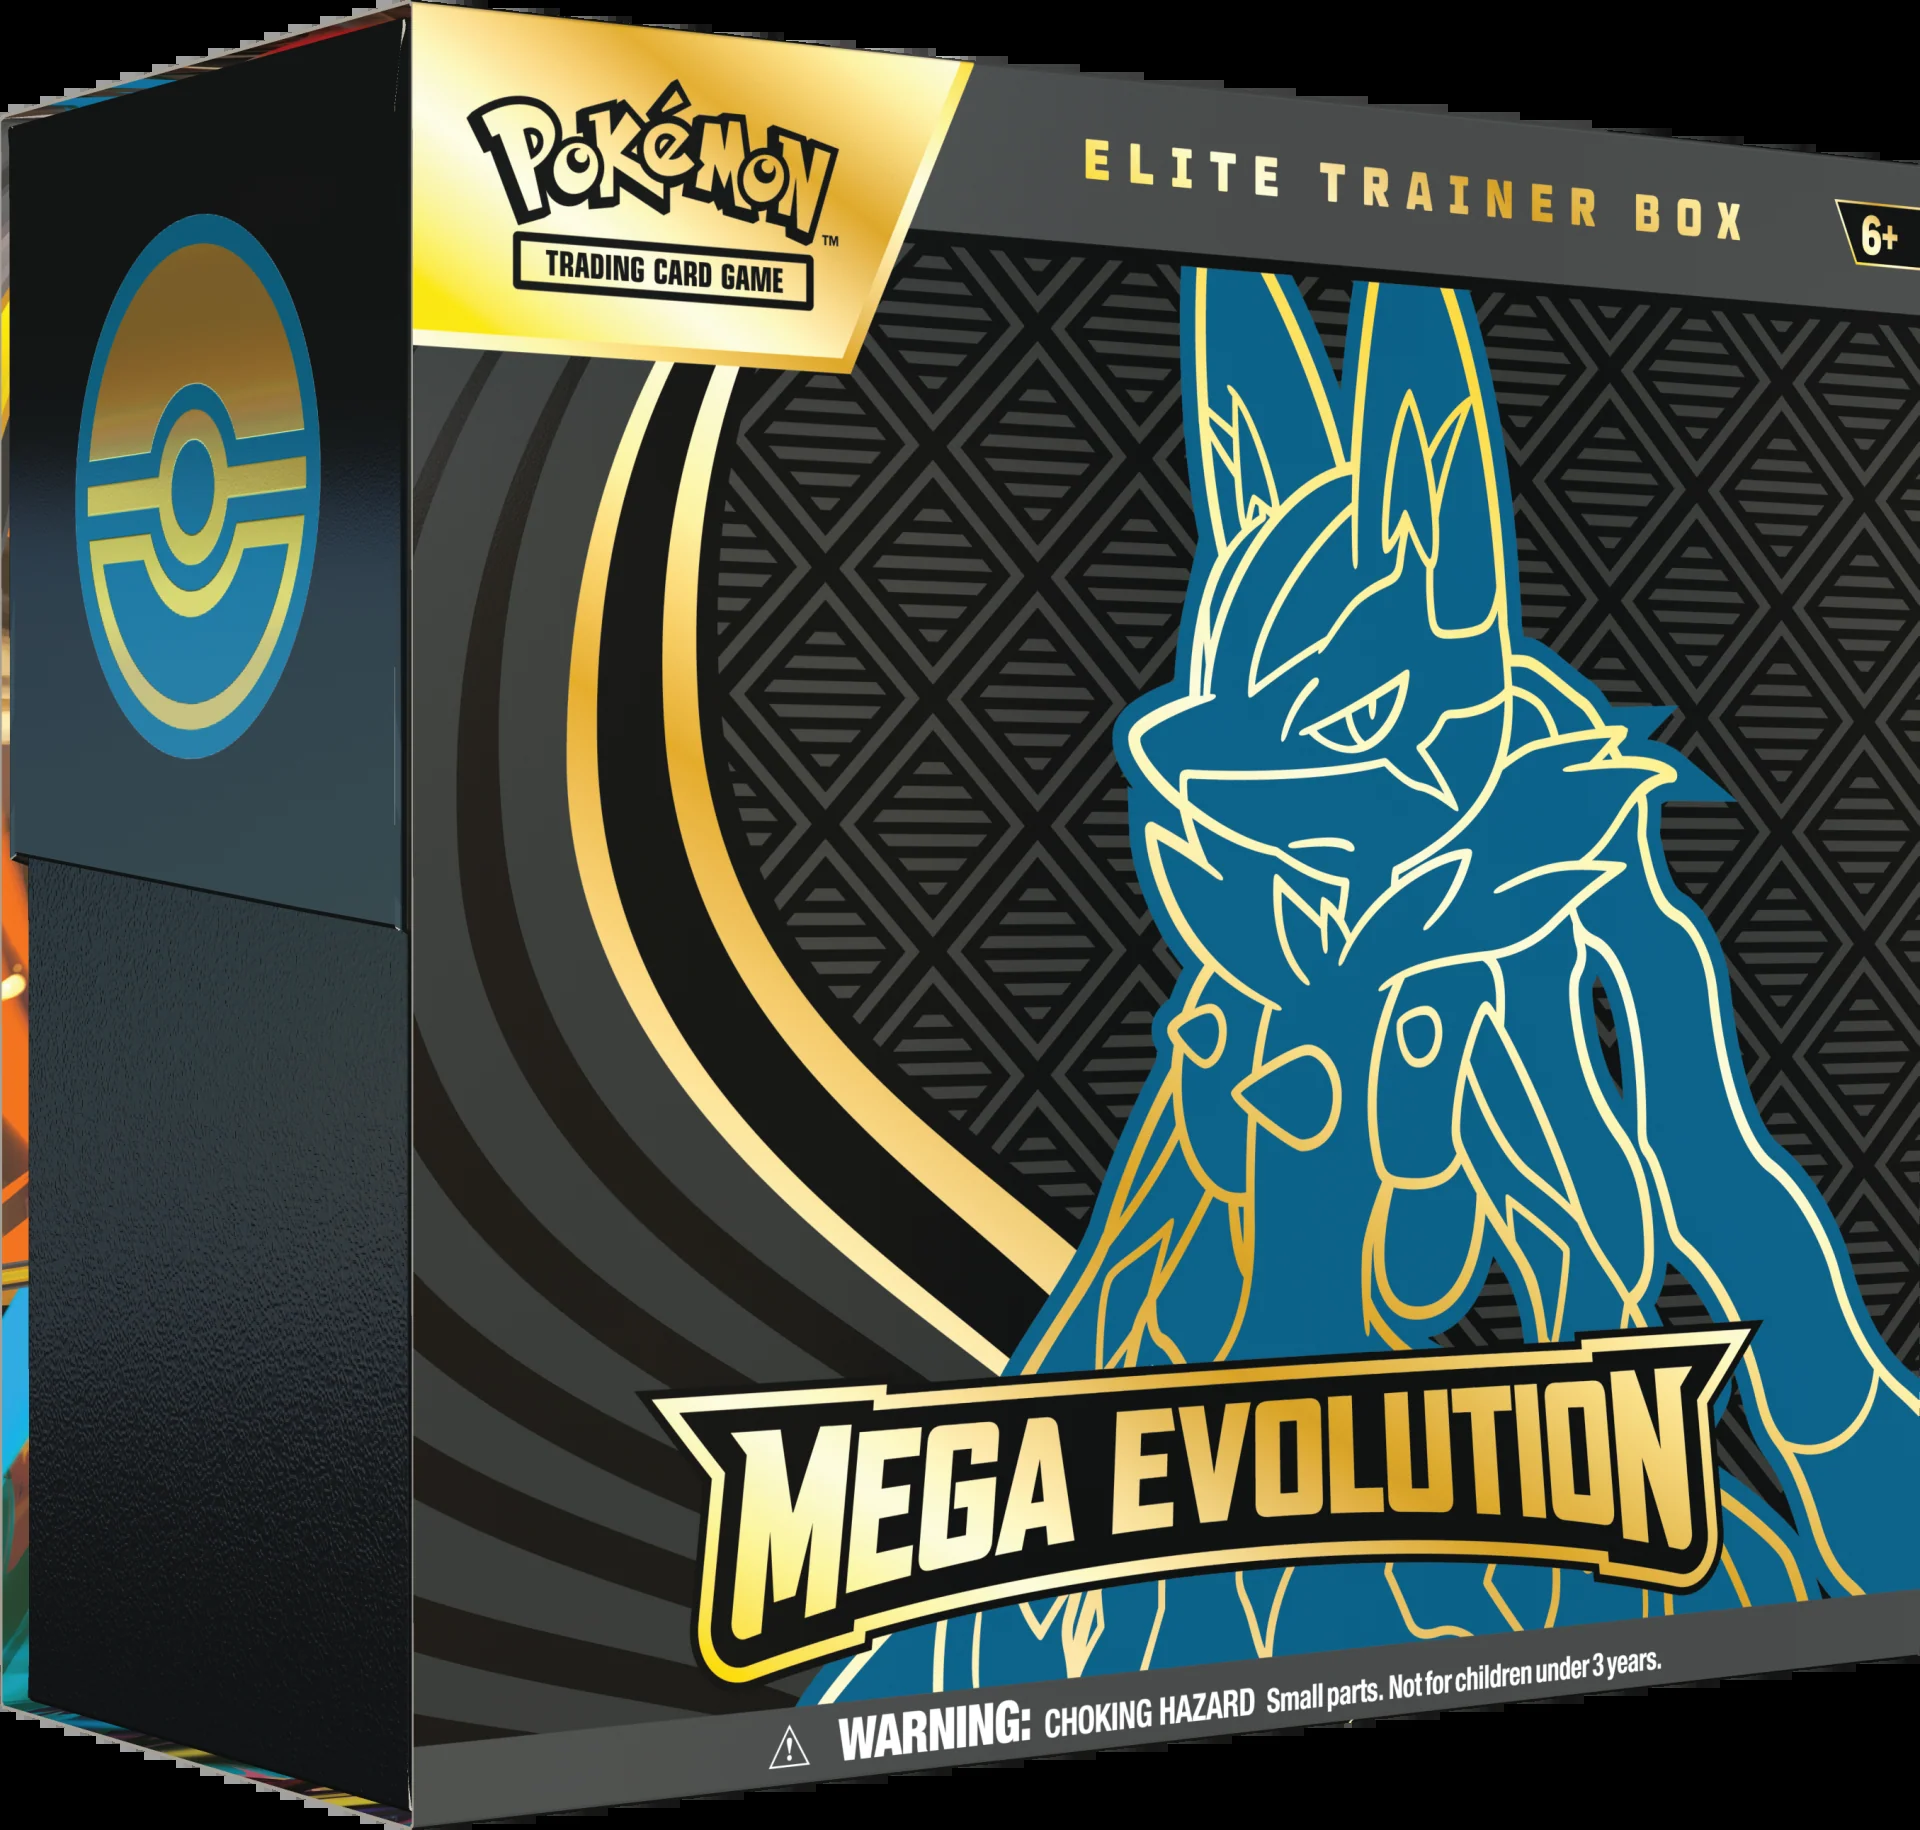 POKéMON™
TRADING CARD GAME
ELITE TRAINER BOX
6+
MEGA EVOLUTION
WARNING: CHOKING HAZARD Small parts. Not for children under 3 years.